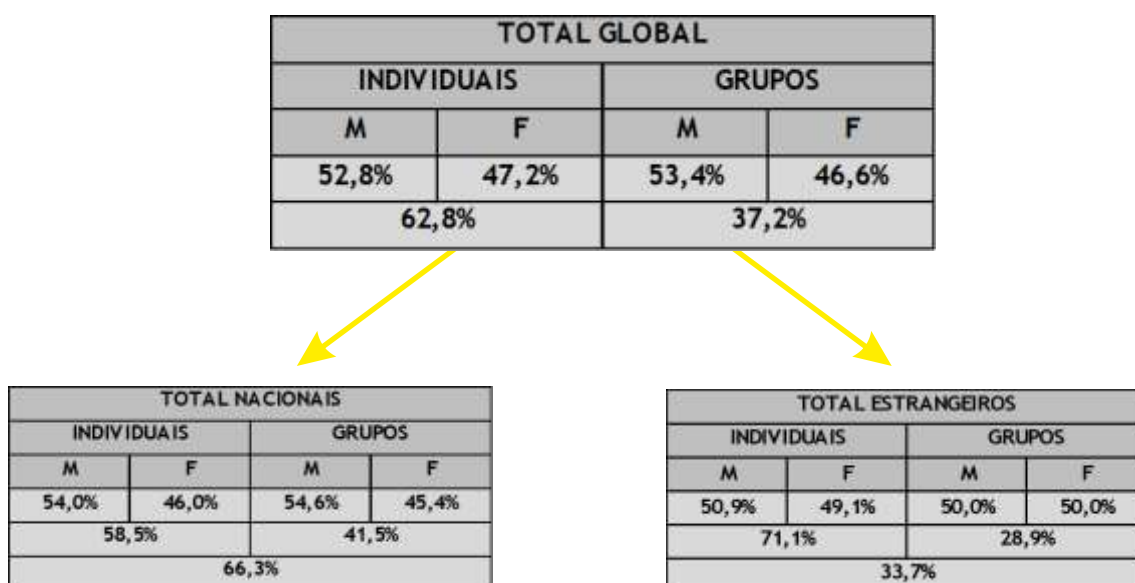 TOTAL GLOBAL
INDIVIDUAIS GRUPOS
M F M F
52,8% 47,2% 53,4% 46,6%
62,8% 37,2%
TOTAL NACIONAIS
INDIVIDUAIS GRUPOS
M F M F
54,0% 46,0% 54,6% 45,4%
58,5% 41,5%
66,3%
TOTAL ESTRANGEIROS
INDIVIDUAIS GRUPOS
M F M F
50,9% 49,1% 50,0% 50,0%
71,1% 28,9%
33,7%